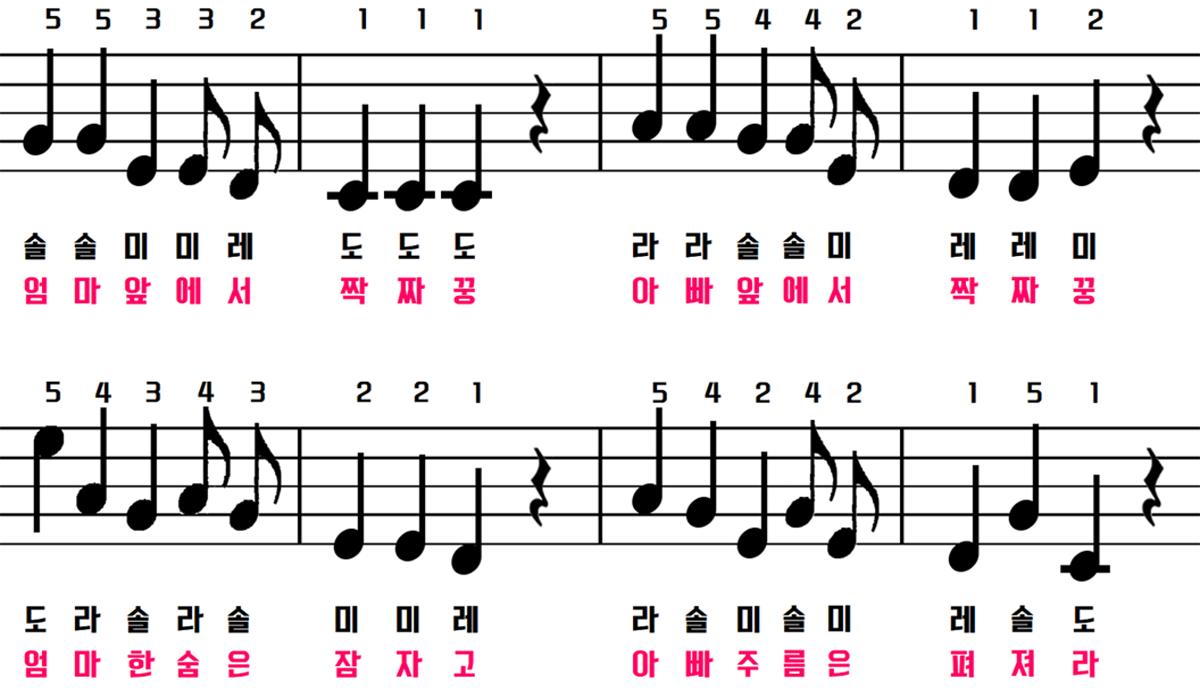 5 5 3 3 2 1 1 1 5 5 4 4 2 1 1 2
솔 솔 미 미 레 도 도 도 라 라 솔 솔 미 레 레 미
엄 마 앞 에 서 짝 짜 꿍 아 빠 앞 에 서 짝 짜 꿍
5 4 3 4 3 2 2 1 5 4 2 4 2 1 5 1
도 라 솔 라 솔 미 미 레 라 솔 미 솔 미 레 솔 도
엄 마 한 숨 은 잠 자 고 아 빠 주 름 은 펴 져 라